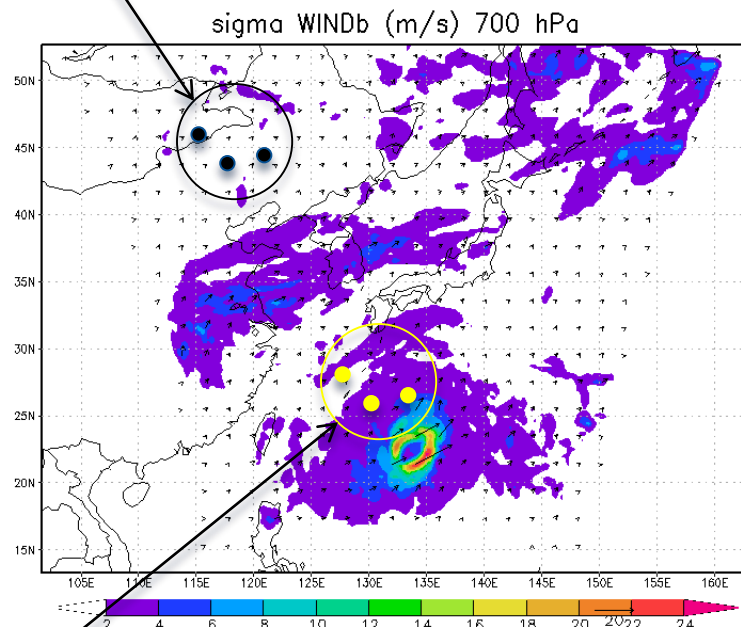 sigma WINDb (m/s) 700 hPa
50N
45N
40N
35N
30N
25N
20N
15N
105E 110E 115E 120E 125E 130E 135E 140E 145E 150E 155E 160E
2 4 6 8 10 12 14 16 18 20 22 24
20